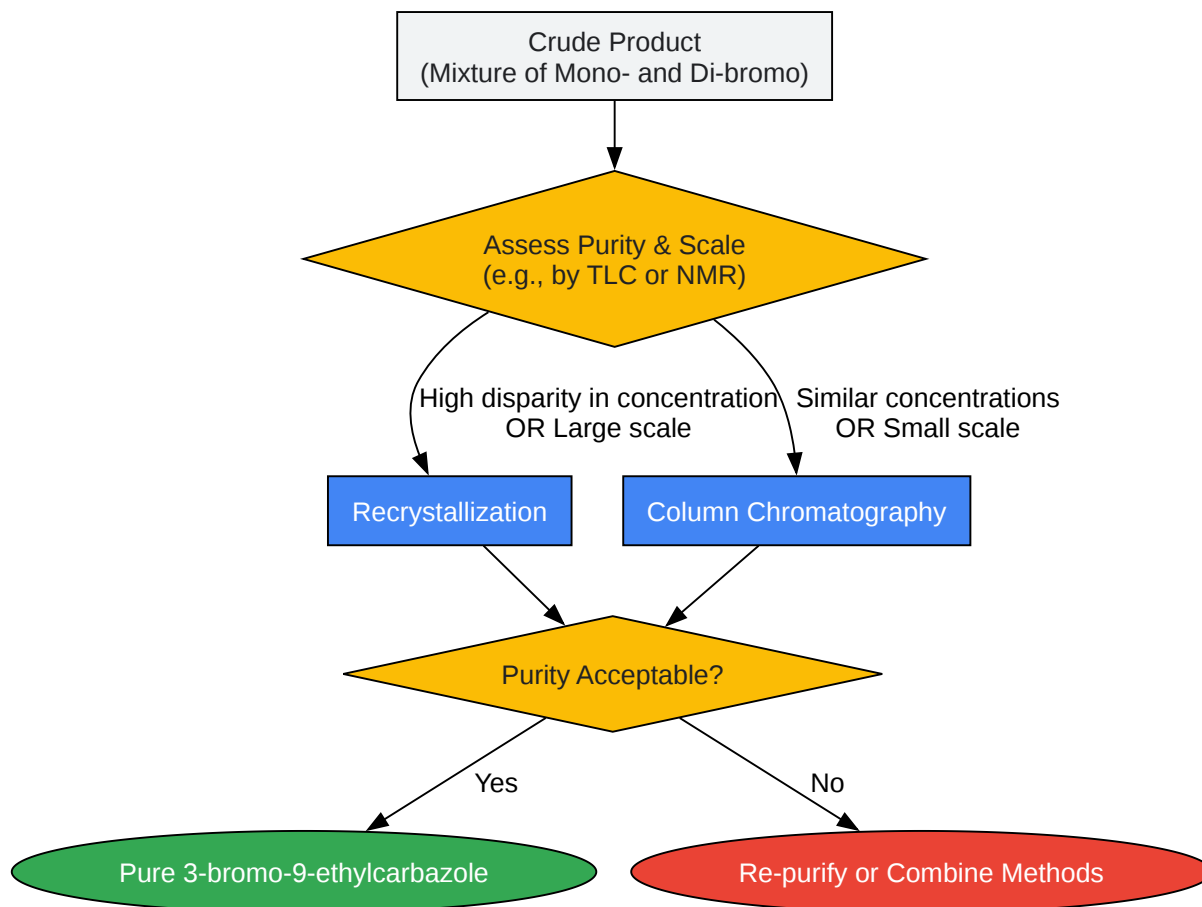 Crude Product
(Mixture of Mono- and Di-bromo)
Assess Purity & Scale
(e.g., by TLC or NMR)
High disparity in concentration
OR Large scale
Similar concentrations
OR Small scale
Recrystallization
Column Chromatography
Purity Acceptable?
Yes
No
Pure 3-bromo-9-ethylcarbazole
Re-purify or Combine Methods